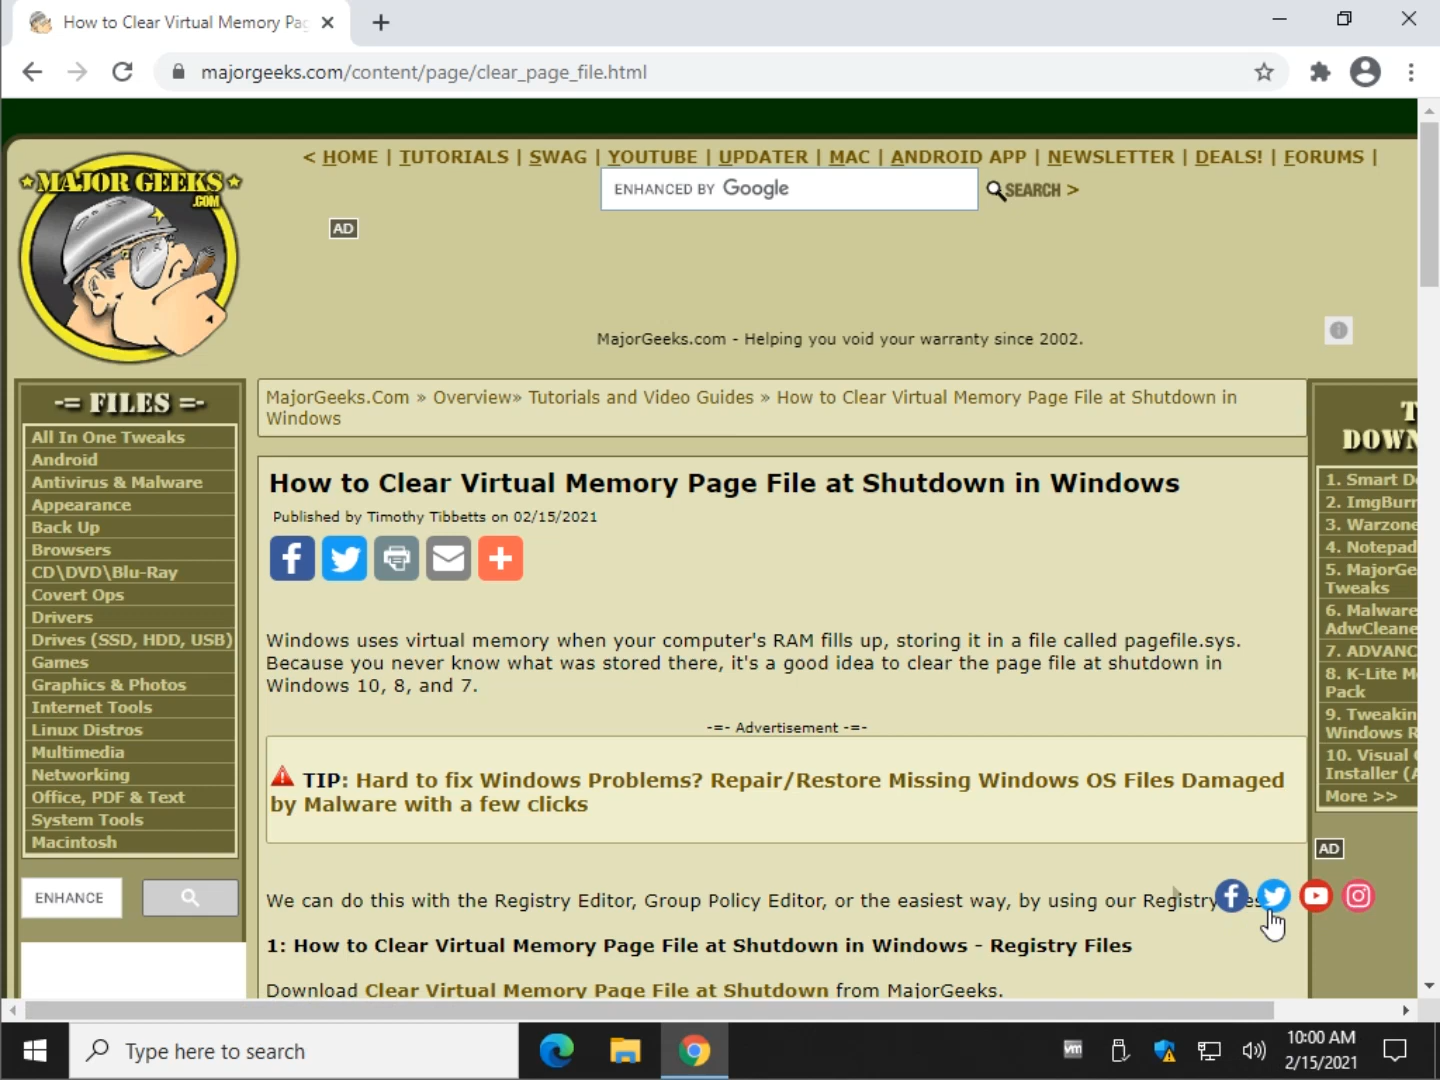 How to Clear Virtual Memory Pag
majorgeeks.com/content/page/clear_page_file.html
MAJOR GEEKS
.COM
< HOME | TUTORIALS | SWAG | YOUTUBE | UPDATER | MAC | ANDROID APP | NEWSLETTER | DEALS! | FORUMS |
ENHANCED BY Google
SEARCH >
AD
MajorGeeks.com - Helping you void your warranty since 2002.
-= FILES =-
All In One Tweaks
Android
Antivirus & Malware
Appearance
Back Up
Browsers
CD\DVD\Blu-Ray
Covert Ops
Drivers
Drives (SSD, HDD, USB)
Games
Graphics & Photos
Internet Tools
Linux Distros
Multimedia
Networking
Office, PDF & Text
System Tools
Macintosh
ENHANCE
MajorGeeks.Com » Overview» Tutorials and Video Guides » How to Clear Virtual Memory Page File at Shutdown in
Windows
How to Clear Virtual Memory Page File at Shutdown in Windows
Published by Timothy Tibbetts on 02/15/2021
Windows uses virtual memory when your computer's RAM fills up, storing it in a file called pagefile.sys.
Because you never know what was stored there, it's a good idea to clear the page file at shutdown in
Windows 10, 8, and 7.
-=- Advertisement -=-
TIP: Hard to fix Windows Problems? Repair/Restore Missing Windows OS Files Damaged
by Malware with a few clicks
We can do this with the Registry Editor, Group Policy Editor, or the easiest way, by using our Registry
1: How to Clear Virtual Memory Page File at Shutdown in Windows - Registry Files
Download Clear Virtual Memory Page File at Shutdown from MajorGeeks.
T
DOWN
1. Smart D
2. ImgBurn
3. Warzone
4. Notepad
5. MajorGe
Tweaks
6. Malware
AdwCleane
7. ADVANC
8. K-Lite M
Pack
9. Tweakin
Windows R
10. Visual
Installer (
More >>
AD
Type here to search
vm
10:00 AM
2/15/2021